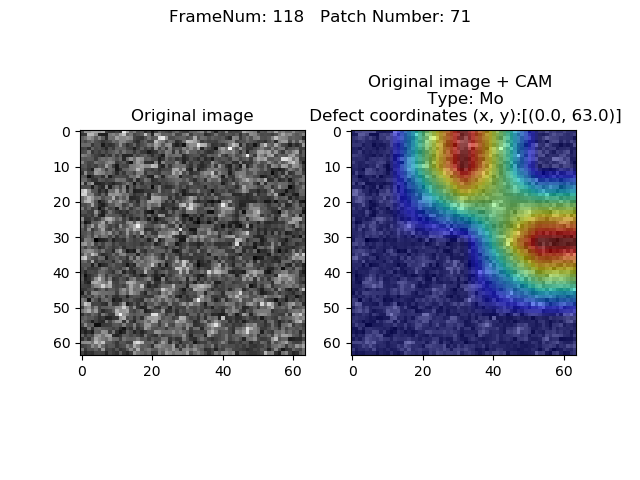 FrameNum: 118   Patch Number: 71
Original image
Original image + CAM
Type: Mo
Defect coordinates (x, y):[(0.0, 63.0)]
0
10
20
30
40
50
60
0 20 40 60
0
10
20
30
40
50
60
0 20 40 60